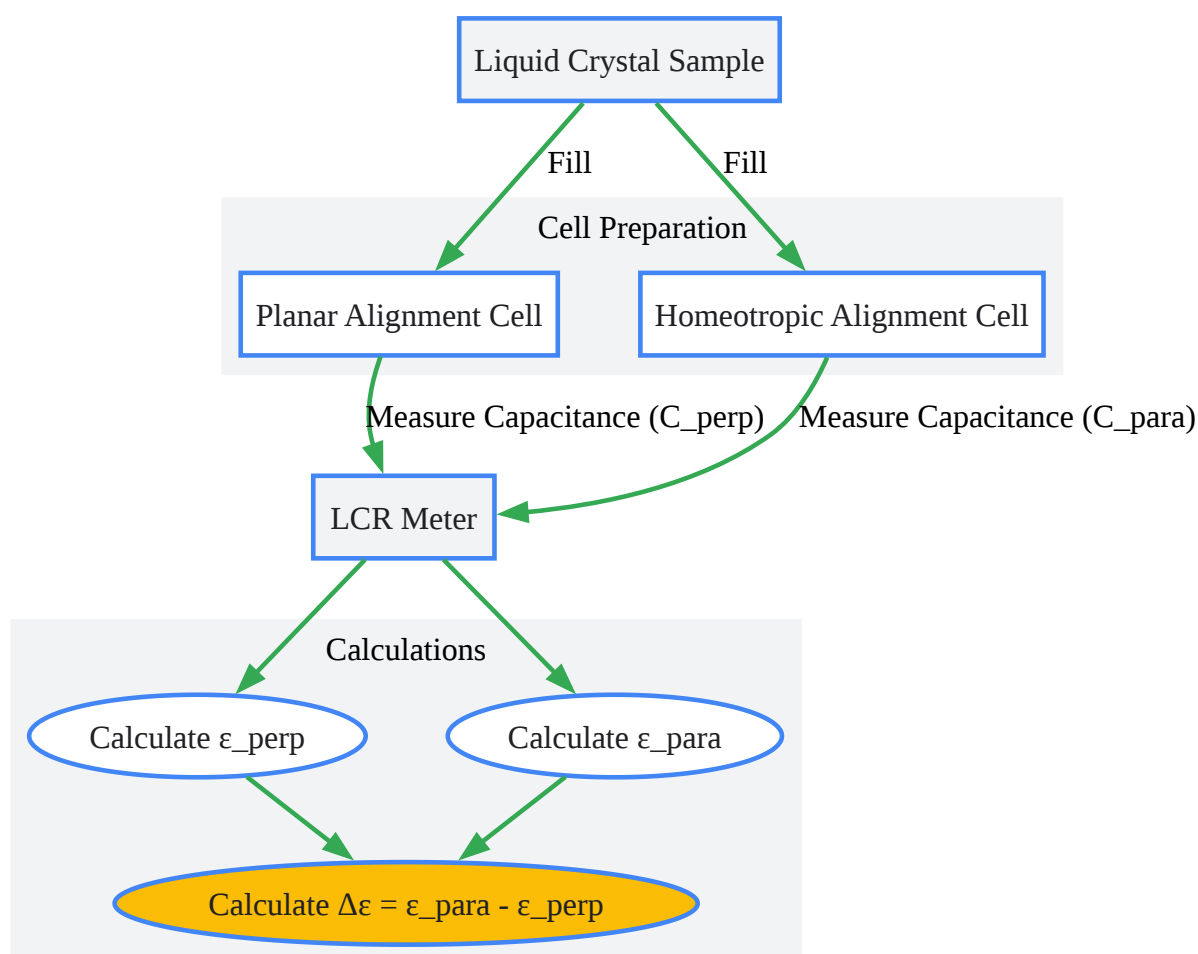 Liquid Crystal Sample
Fill
Fill
Cell Preparation
Planar Alignment Cell
Homeotropic Alignment Cell
Measure Capacitance (C_perp)
Measure Capacitance (C_para)
LCR Meter
Calculations
Calculate ε_perp
Calculate ε_para
Calculate Δε = ε_para - ε_perp